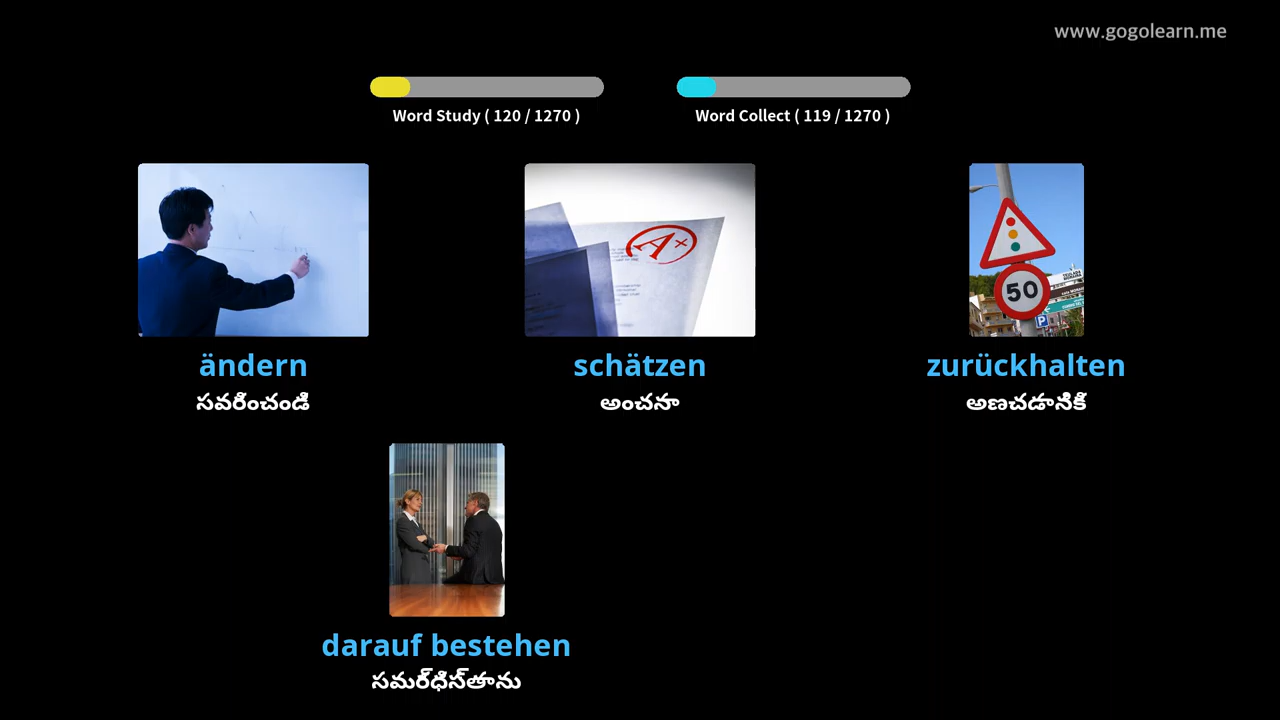 www.gogolearn.me
Word Study ( 120 / 1270 )
Word Collect ( 119 / 1270 )
A+
50
P
ändern
schätzen
zurückhalten
సవరించండి
అంచనా
అణచడానికి
darauf bestehen
సమర్ధిస్తాను